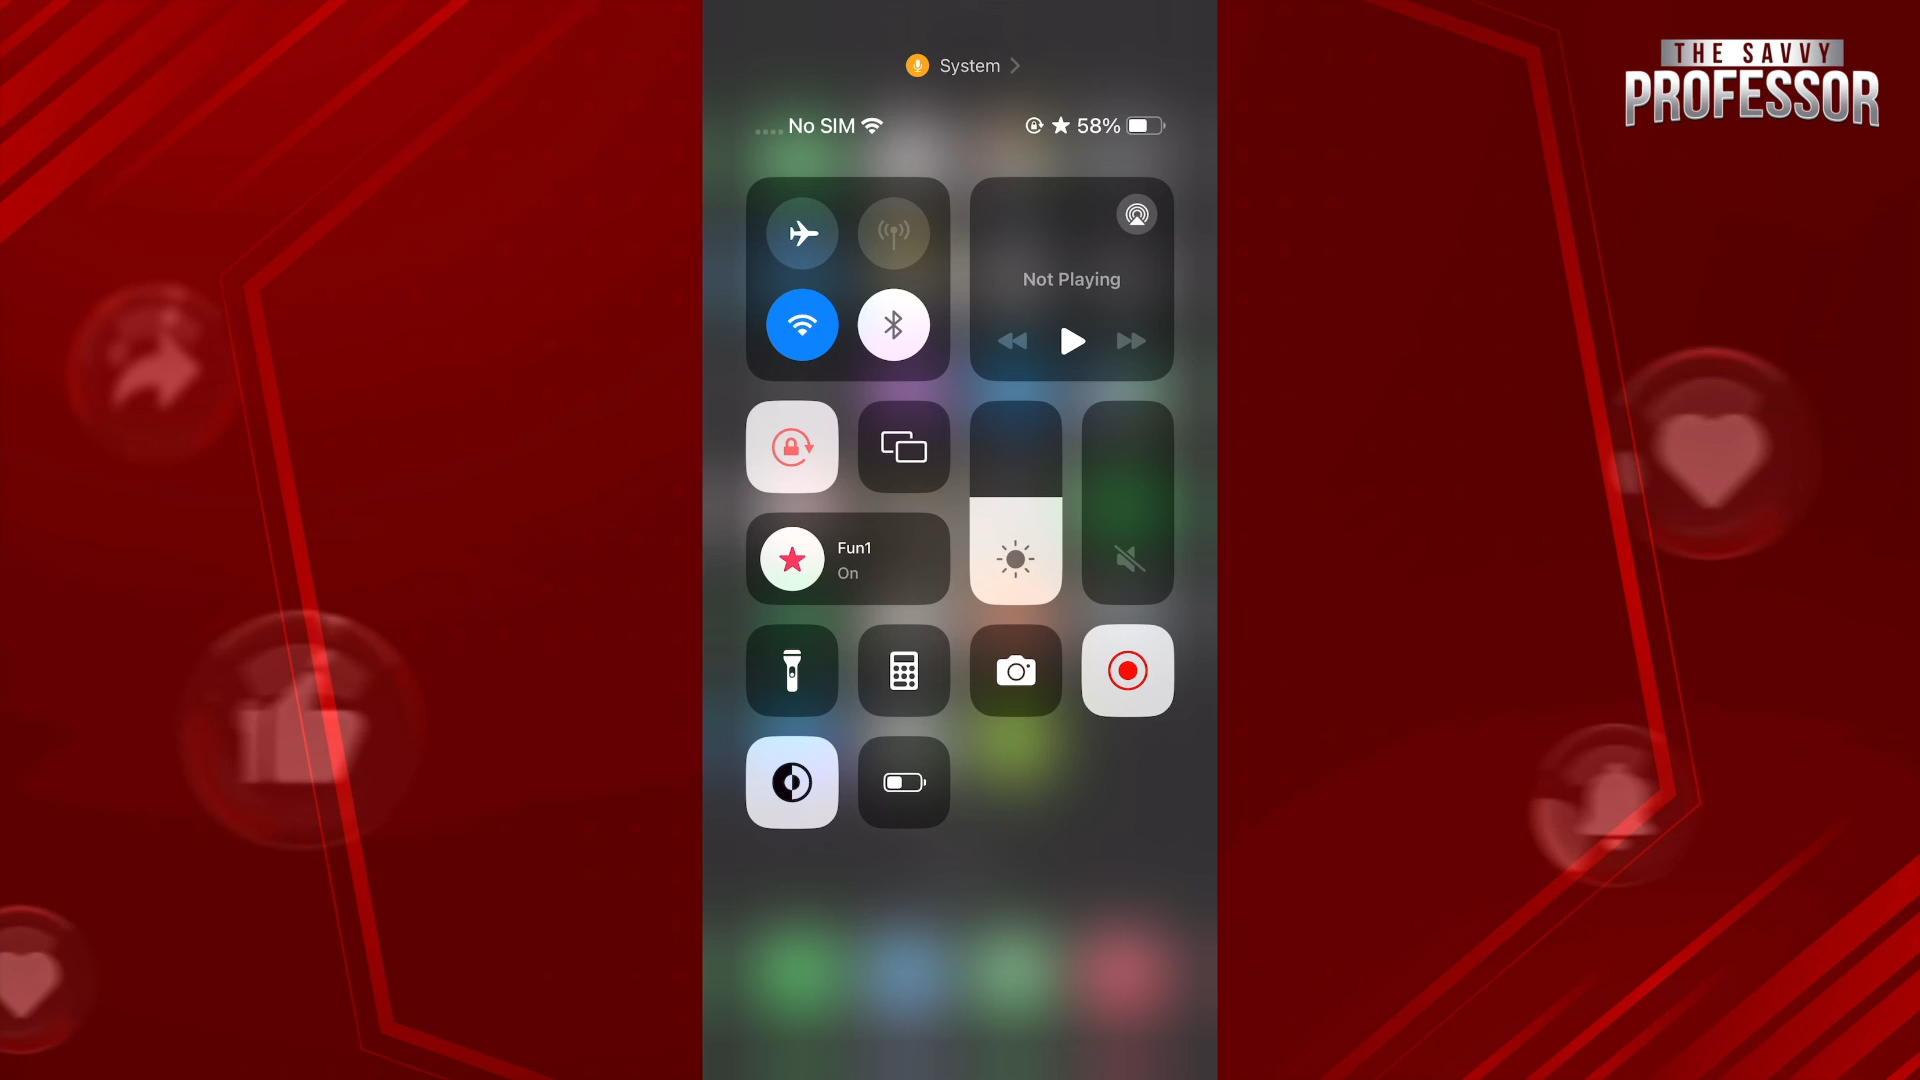 System
THE SAVVY
PROFESSOR
No SIM
58%
Not Playing
Fun1
On